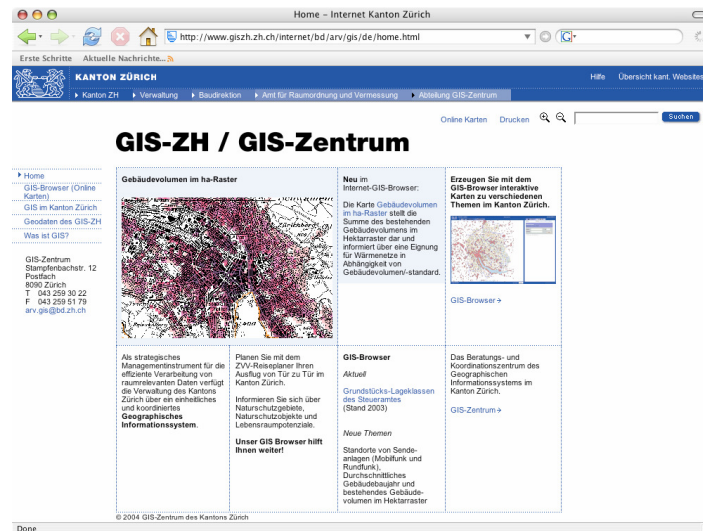 Home – Internet Kanton Zürich
http://www.giszh.zh.ch/internet/bd/arv/gis/de/home.html
G
Erste Schritte Aktuelle Nachrichte...
KANTON ZÜRICH
Hilfe Übersicht kant. Websites
Kanton ZH Verwaltung Baudirektion Amt für Raumordnung und Vermessung Abteilung GIS-Zentrum
Online Karten Drucken Suchen
GIS-ZH / GIS-Zentrum
Home
GIS-Browser (Online
Karten)
GIS im Kanton Zürich
Geodaten des GIS-ZH
Was ist GIS?
GIS-Zentrum
Stampfenbachstr. 12
Postfach
8090 Zürich
T 043 259 30 22
F 043 259 51 79
arv.gis@bd.zh.ch
Gebäudevolumen im ha-Raster
Neu im
Internet-GIS-Browser:
Die Karte Gebäudevolumen
im ha-Raster stellt die
Summe des bestehenden
Gebäudevolumens im
Hektarraster dar und
informiert über eine Eignung
für Wärmenetze in
Abhängigkeit von
Gebäudevolumen/-standard.
Erzeugen Sie mit dem
GIS-Browser interaktive
Karten zu verschiedenen
Themen im Kanton Zürich.
GIS-Browser
Als strategisches
Managementinstrument für die
effiziente Verarbeitung von
raumrelevanten Daten verfügt
die Verwaltung des Kantons
Zürich über ein einheitliches
und koordiniertes
Geographisches
Informationssystem.
Planen Sie mit dem
ZVV-Reiseplaner Ihren
Ausflug von Tür zu Tür im
Kanton Zürich.
Informieren Sie sich über
Naturschutzgebiete,
Naturschutzobjekte und
Lebensraumpotenziale.
Unser GIS Browser hilft
Ihnen weiter!
GIS-Browser
Aktuell
Grundstücks-Lageklassen
des Steueramtes
(Stand 2003)
Neue Themen
Standorte von Sende-
anlagen (Mobilfunk und
Rundfunk),
Durchschnittliches
Gebäudebaujahr und
bestehendes Gebäude-
volumen im Hektarraster
Das Beratungs- und
Koordinationszentrum des
Geographischen
Informationssystems im
Kanton Zürich.
GIS-Zentrum
© 2004 GIS-Zentrum des Kantons Zürich
Done